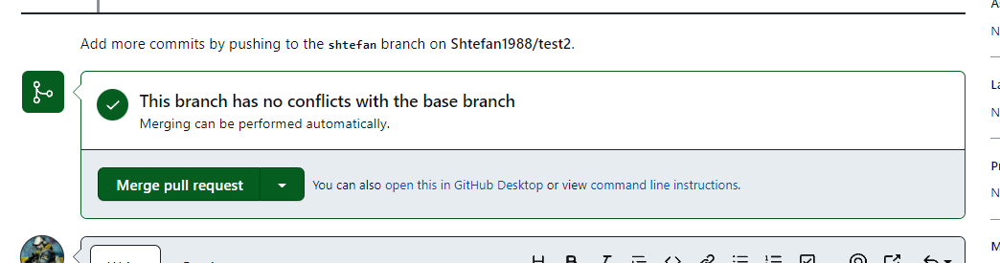 Add more commits by pushing to the shtefan branch on Shtefan1988/test2.
This branch has no conflicts with the base branch
Merging can be performed automatically.
Merge pull request
You can also open this in GitHub Desktop or view command line instructions.